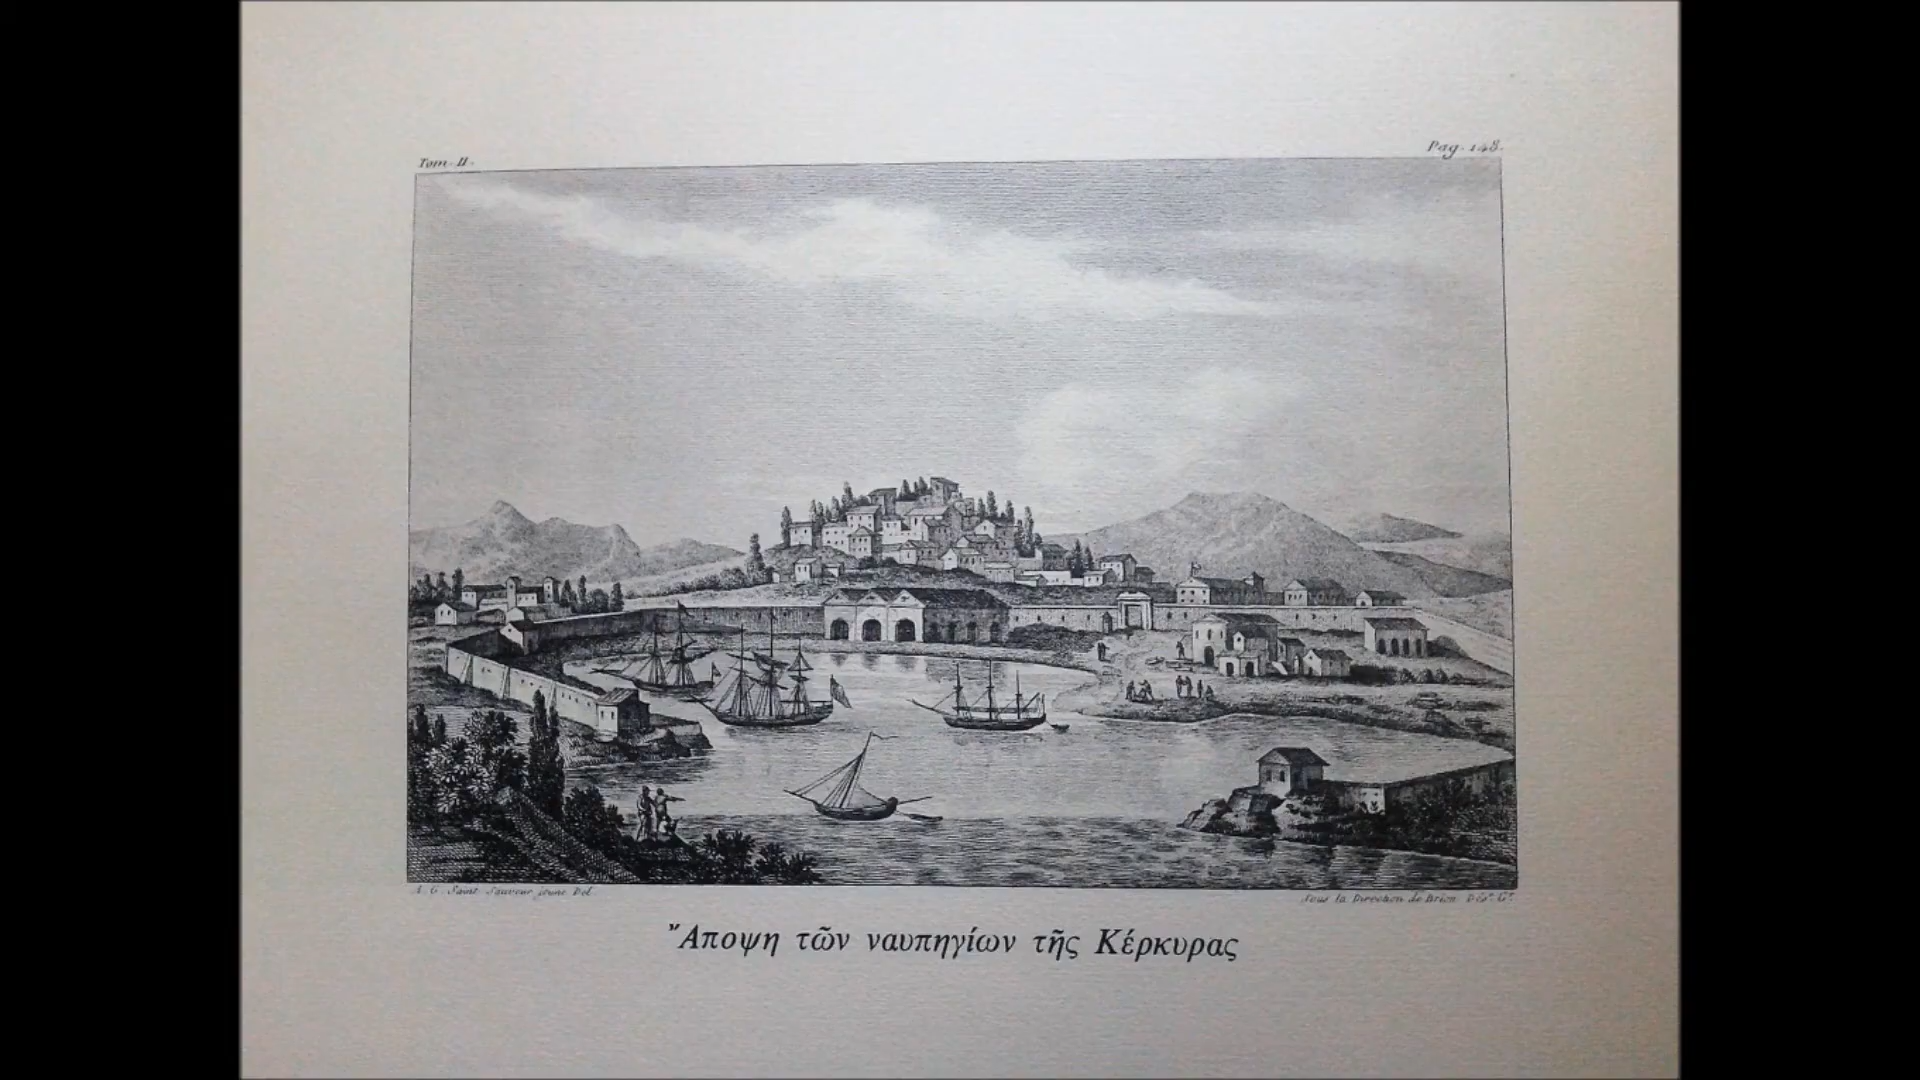 Tom. II.
Pag. 148.
A. G. Saint Sauveur jeune Del.
Sous la Direction de Brion
Ἄποψη τῶν ναυπηγίων τῆς Κέρκυρας